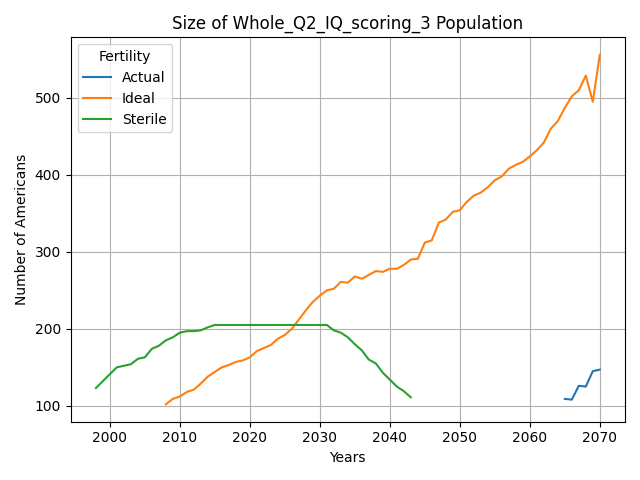 Size of Whole_Q2_IQ_scoring_3 Population
Fertility
Actual
Ideal
Sterile
Number of Americans
500
400
300
200
100
2000
2010
2020
2030
2040
2050
2060
2070
Years